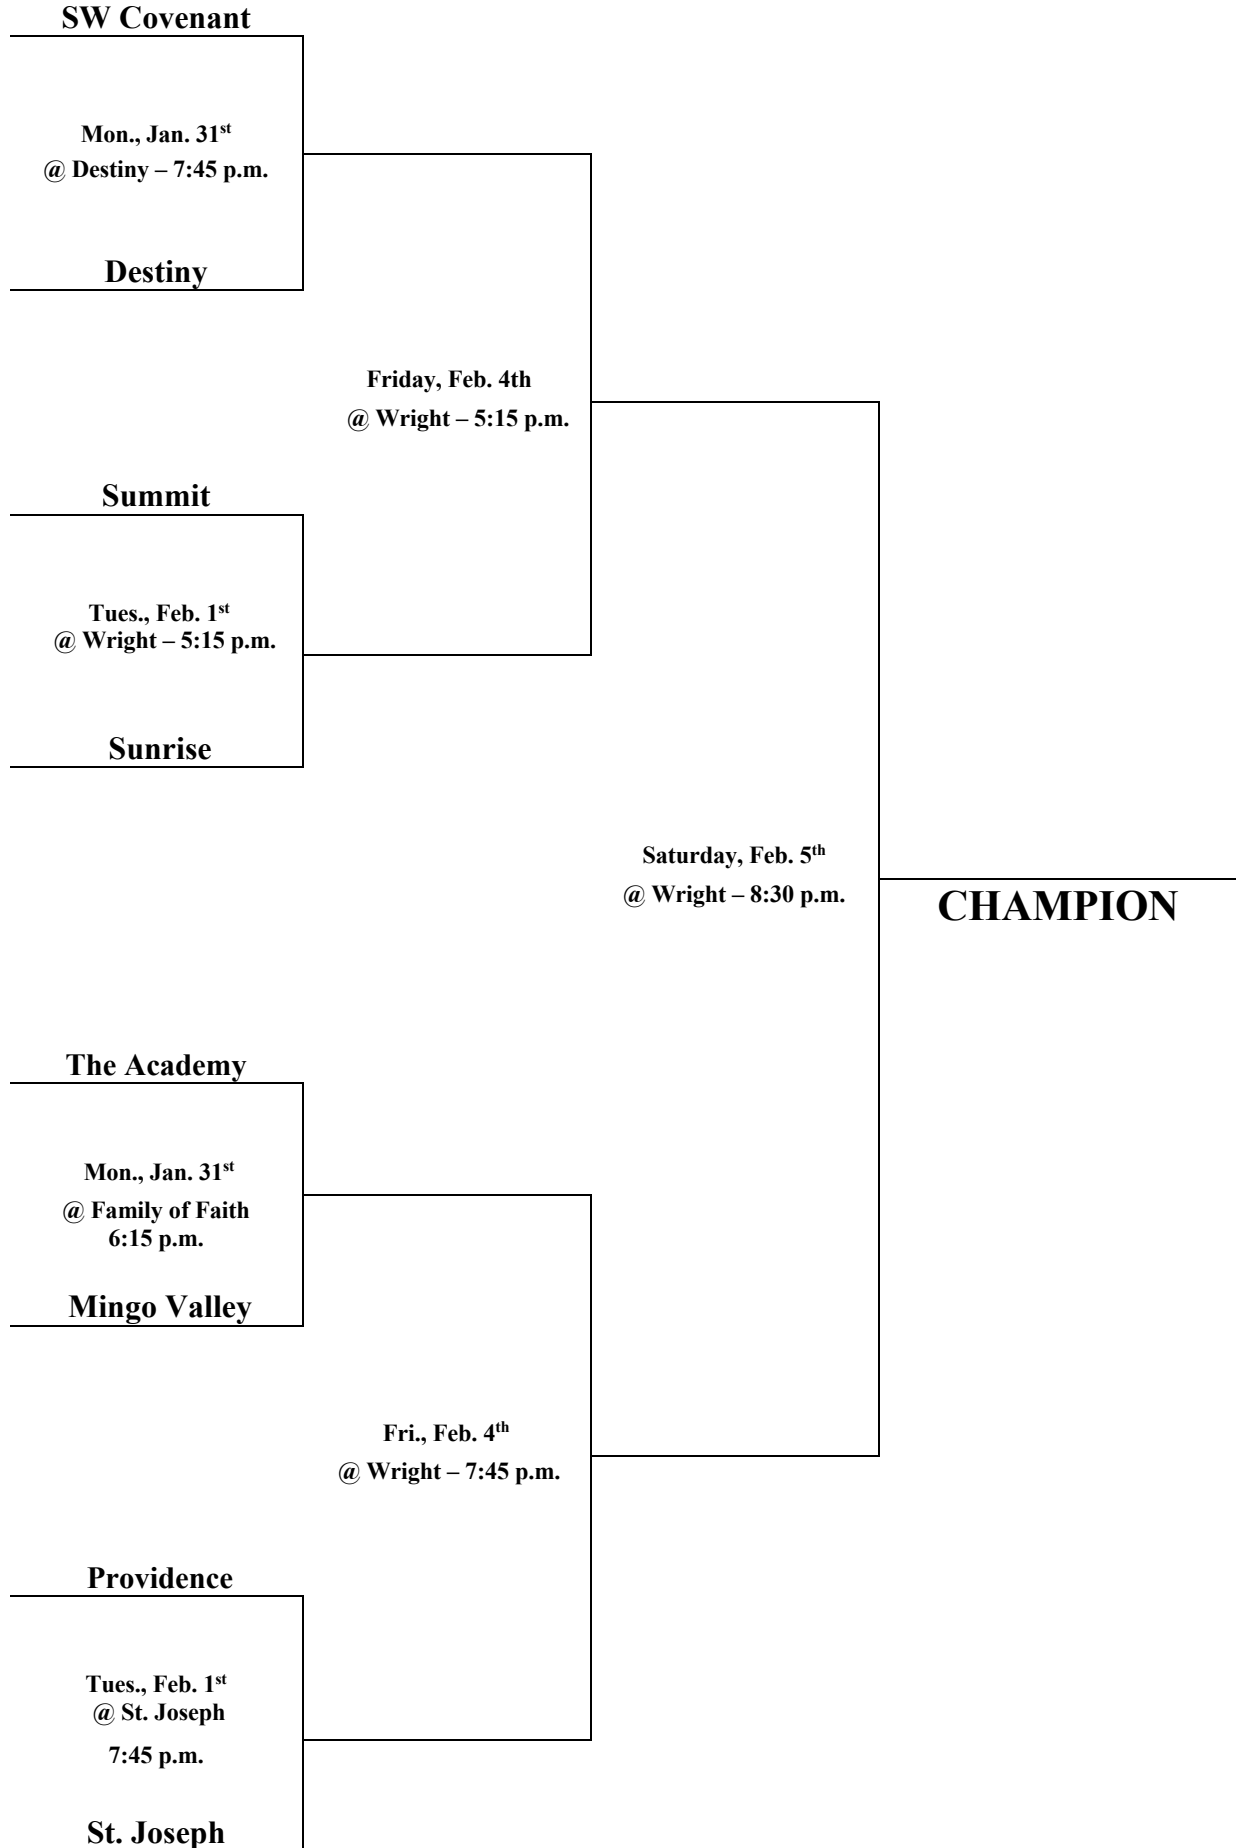 SW Covenant
Mon., Jan. 31st
@ Destiny – 7:45 p.m.
Destiny
Friday, Feb. 4th
@ Wright – 5:15 p.m.
Summit
Tues., Feb. 1st
@ Wright – 5:15 p.m.
Sunrise
Saturday, Feb. 5th
@ Wright – 8:30 p.m.
CHAMPION
The Academy
Mon., Jan. 31st
@ Family of Faith
6:15 p.m.
Mingo Valley
Fri., Feb. 4th
@ Wright – 7:45 p.m.
Providence
Tues., Feb. 1st
@ St. Joseph
7:45 p.m.
St. Joseph